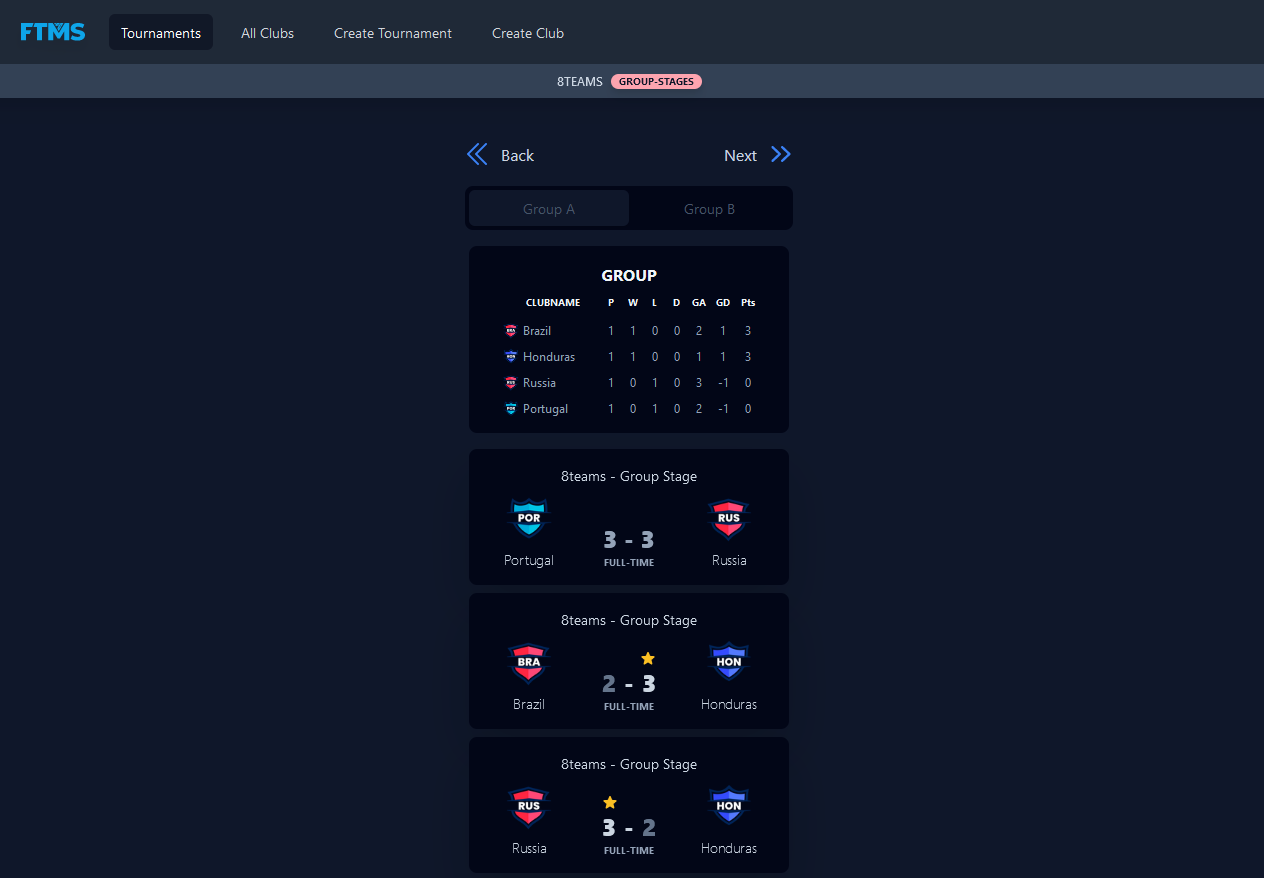 FTMS Tournaments All Clubs Create Tournament Create Club
8TEAMS GROUP-STAGES
Back Next
Group A Group B
GROUP
CLUBNAME P W L D GA GD Pts
BRA Brazil 1 1 0 0 2 1 3
HON Honduras 1 1 0 0 1 1 3
RUS Russia 1 0 1 0 3 -1 0
POR Portugal 1 0 1 0 2 -1 0
8teams - Group Stage
POR RUS
3 - 3
Portugal FULL-TIME Russia
8teams - Group Stage
BRA HON
2 - 3
Brazil FULL-TIME Honduras
8teams - Group Stage
RUS HON
3 - 2
Russia FULL-TIME Honduras